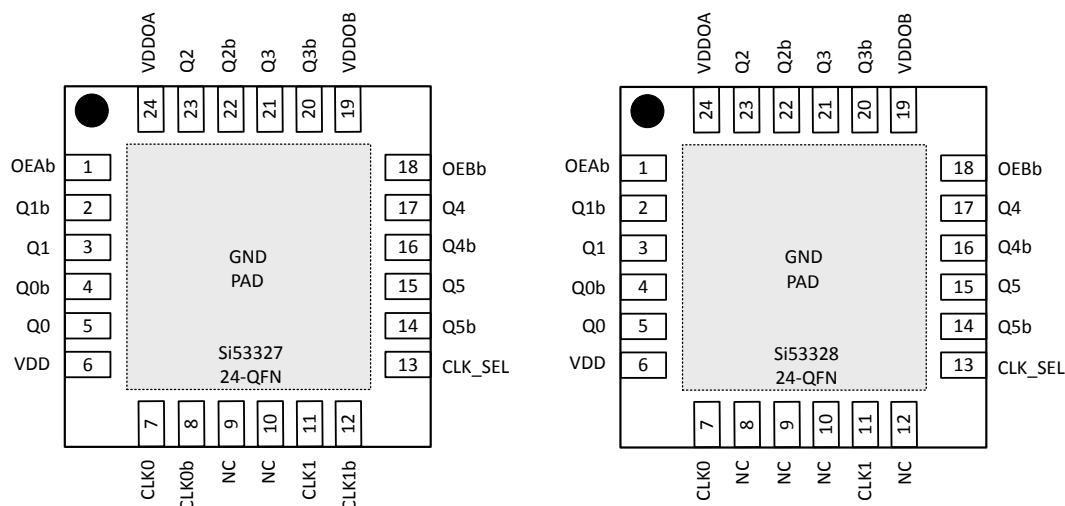 VDDOA Q2 Q2b Q3 Q3b VDDOB
24 23 22 21 20 19
OEAb 1 18 OEBb
Q1b 2 17 Q4
Q1 3 16 Q4b
GND
PAD
Q0b 4 15 Q5
Q0 5 14 Q5b
VDD 6 13 CLK_SEL
Si53327
24-QFN
7 8 9 10 11 12
CLK0 CLK0b NC NC CLK1 CLK1b
VDDOA Q2 Q2b Q3 Q3b VDDOB
24 23 22 21 20 19
OEAb 1 18 OEBb
Q1b 2 17 Q4
Q1 3 16 Q4b
GND
PAD
Q0b 4 15 Q5
Q0 5 14 Q5b
VDD 6 13 CLK_SEL
Si53328
24-QFN
7 8 9 10 11 12
CLK0 NC NC NC CLK1 NC